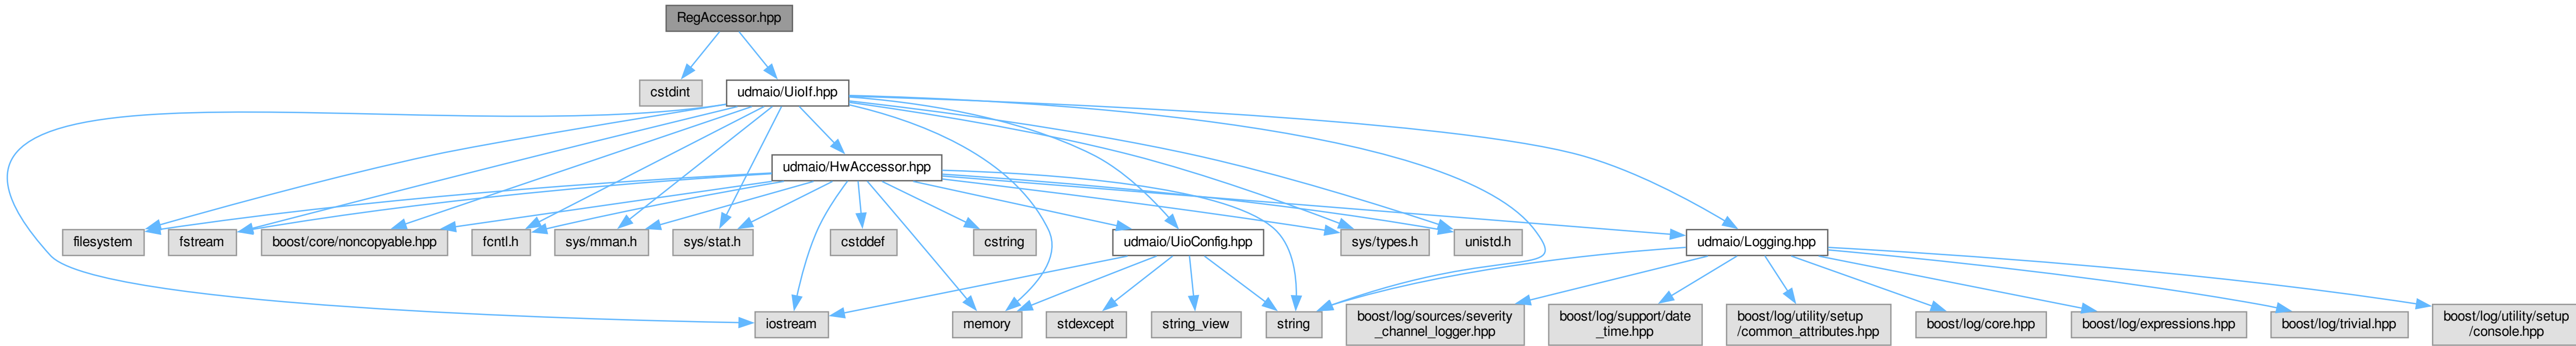 RegAccessor.hpp
cstdint
udmaio/UioIf.hpp
udmaio/HwAccessor.hpp
filesystem
fstream
boost/core/noncopyable.hpp
fcntl.h
sys/mman.h
sys/stat.h
cstddef
cstring
udmaio/UioConfig.hpp
sys/types.h
unistd.h
udmaio/Logging.hpp
iostream
memory
stdexcept
string_view
string
boost/log/sources/severity
_channel_logger.hpp
boost/log/support/date
_time.hpp
boost/log/utility/setup
/common_attributes.hpp
boost/log/core.hpp
boost/log/expressions.hpp
boost/log/trivial.hpp
boost/log/utility/setup
/console.hpp